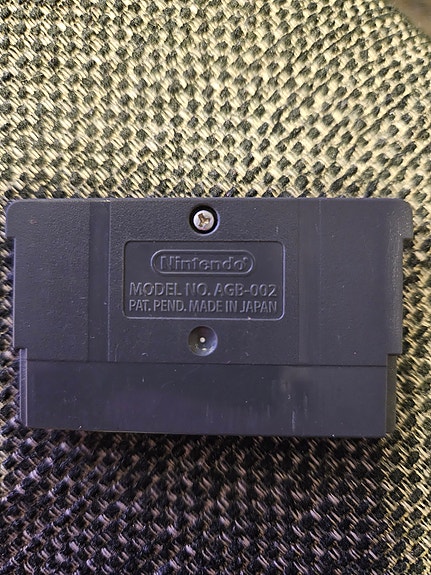 Nintendo
MODEL NO. AGB-002
PAT. PEND. MADE IN JAPAN